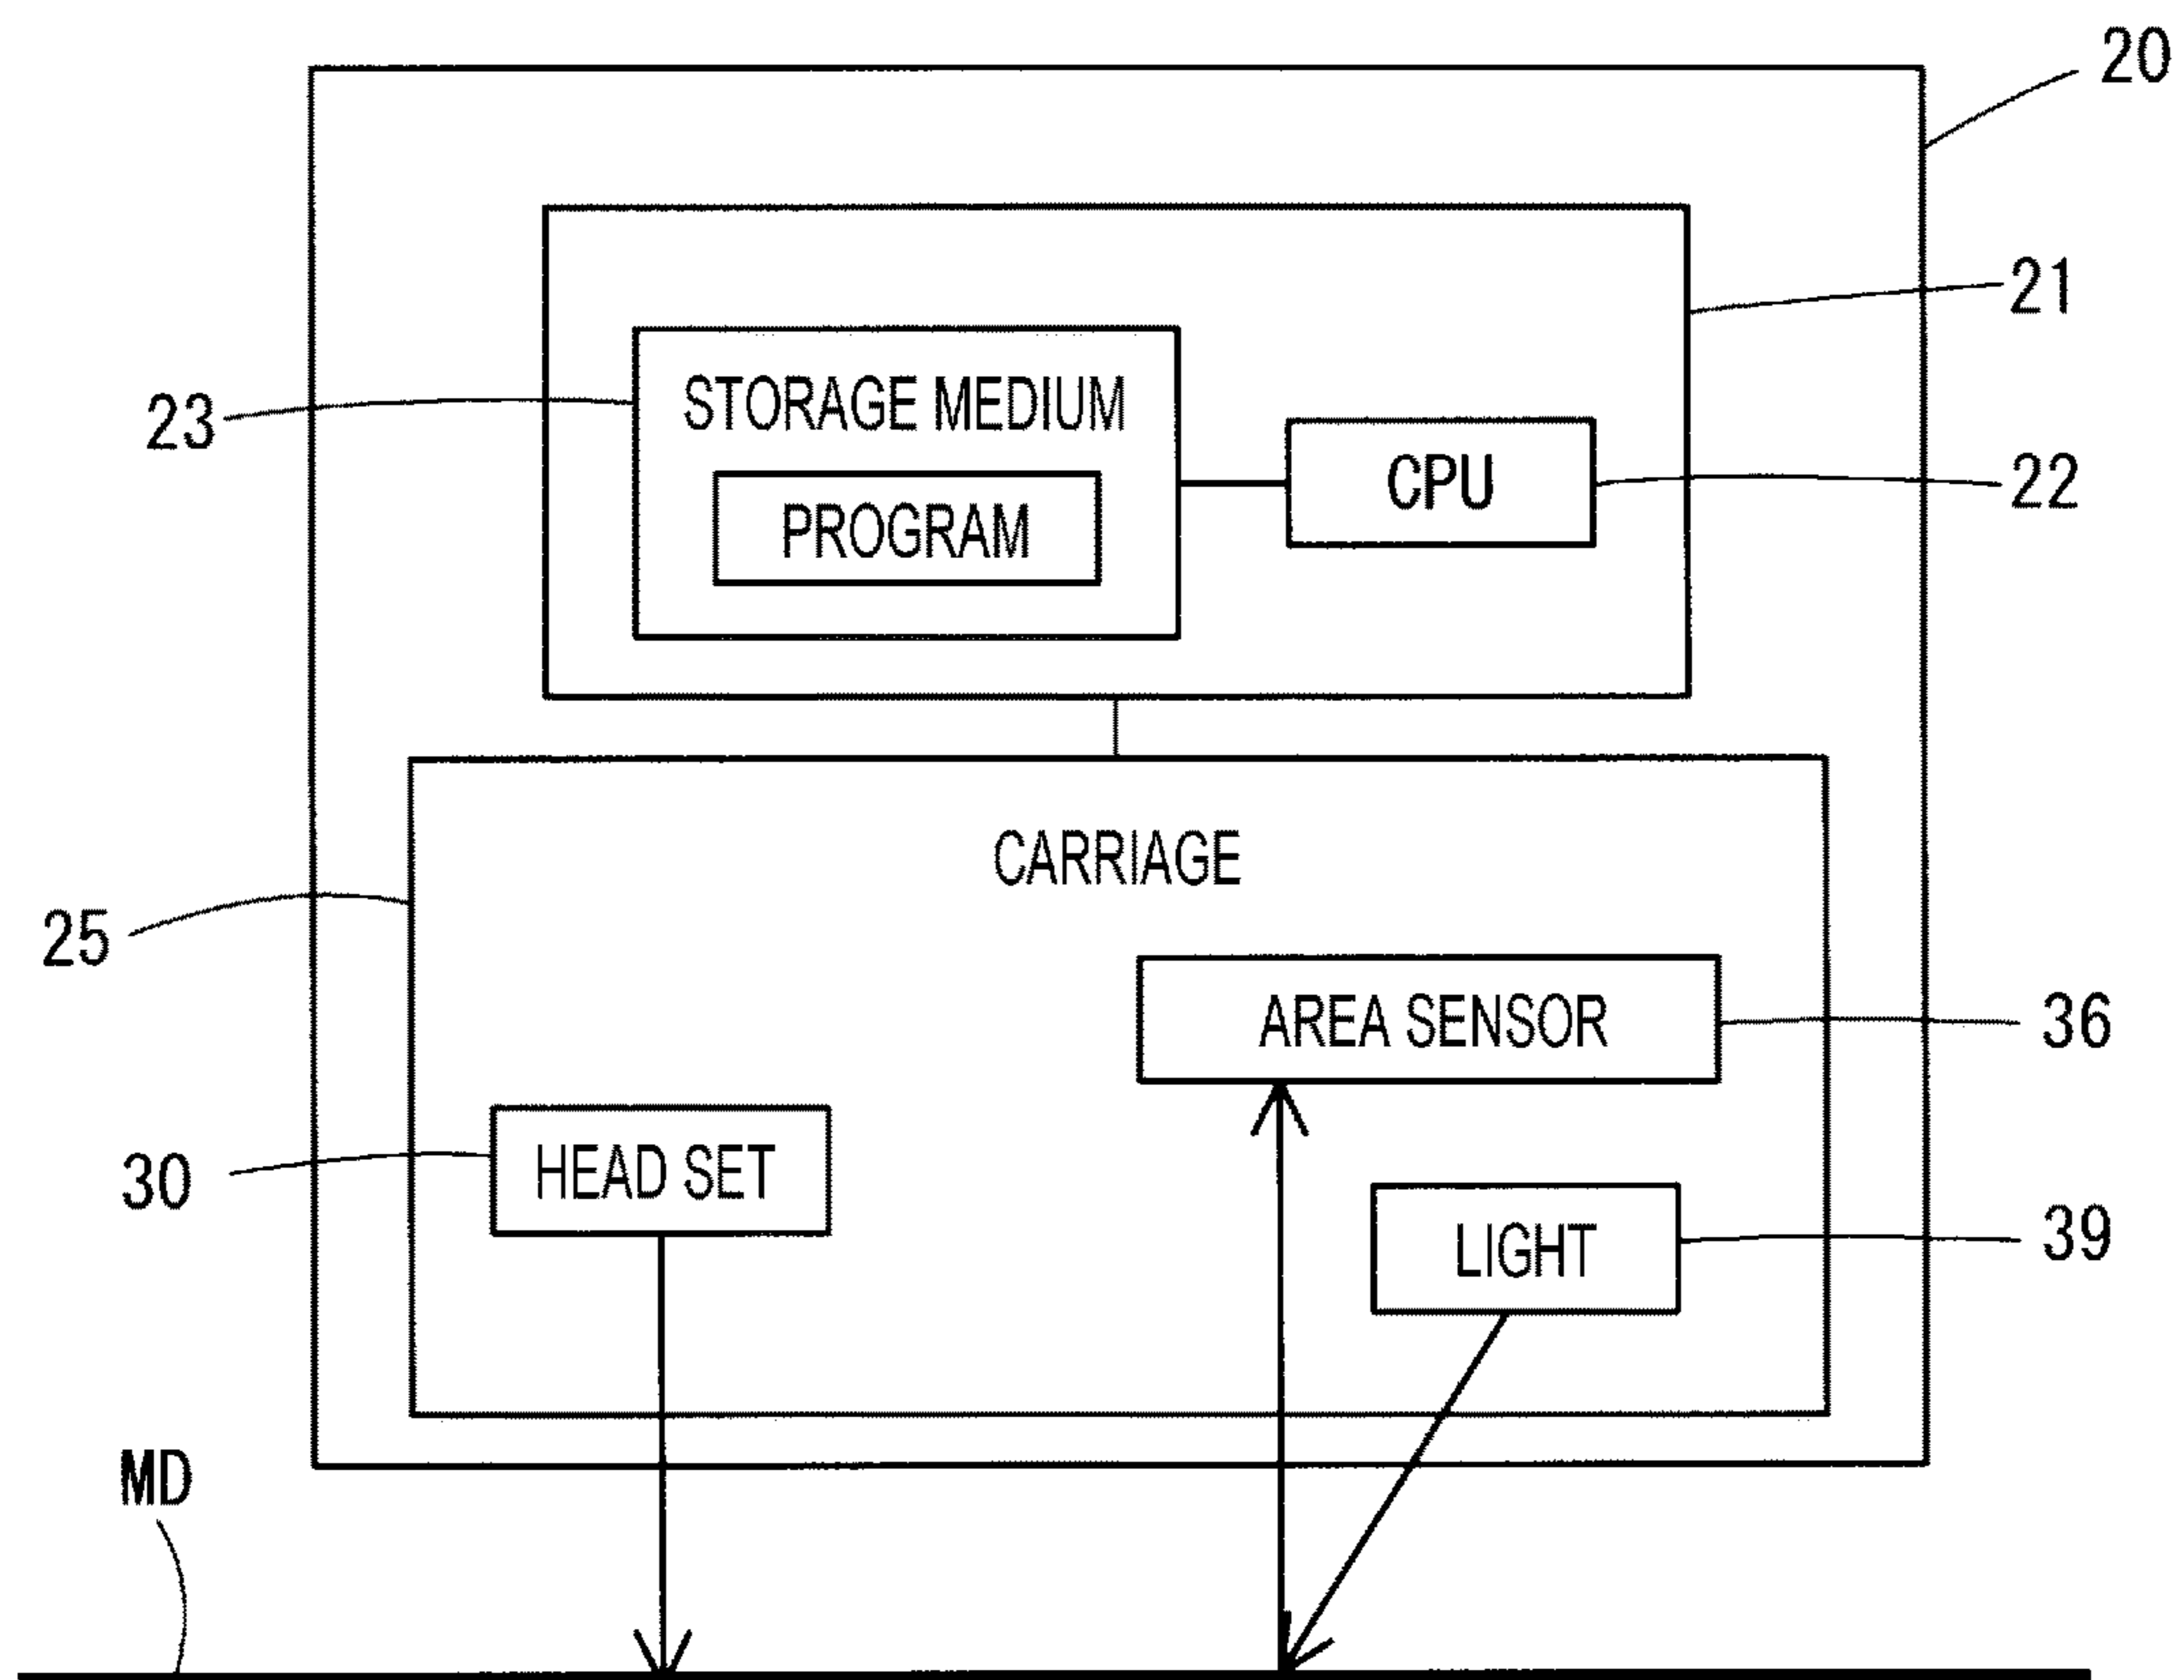 20
21
23
STORAGE MEDIUM
CPU
22
PROGRAM
CARRIAGE
25
AREA SENSOR
36
30
HEAD SET
LIGHT
39
MD